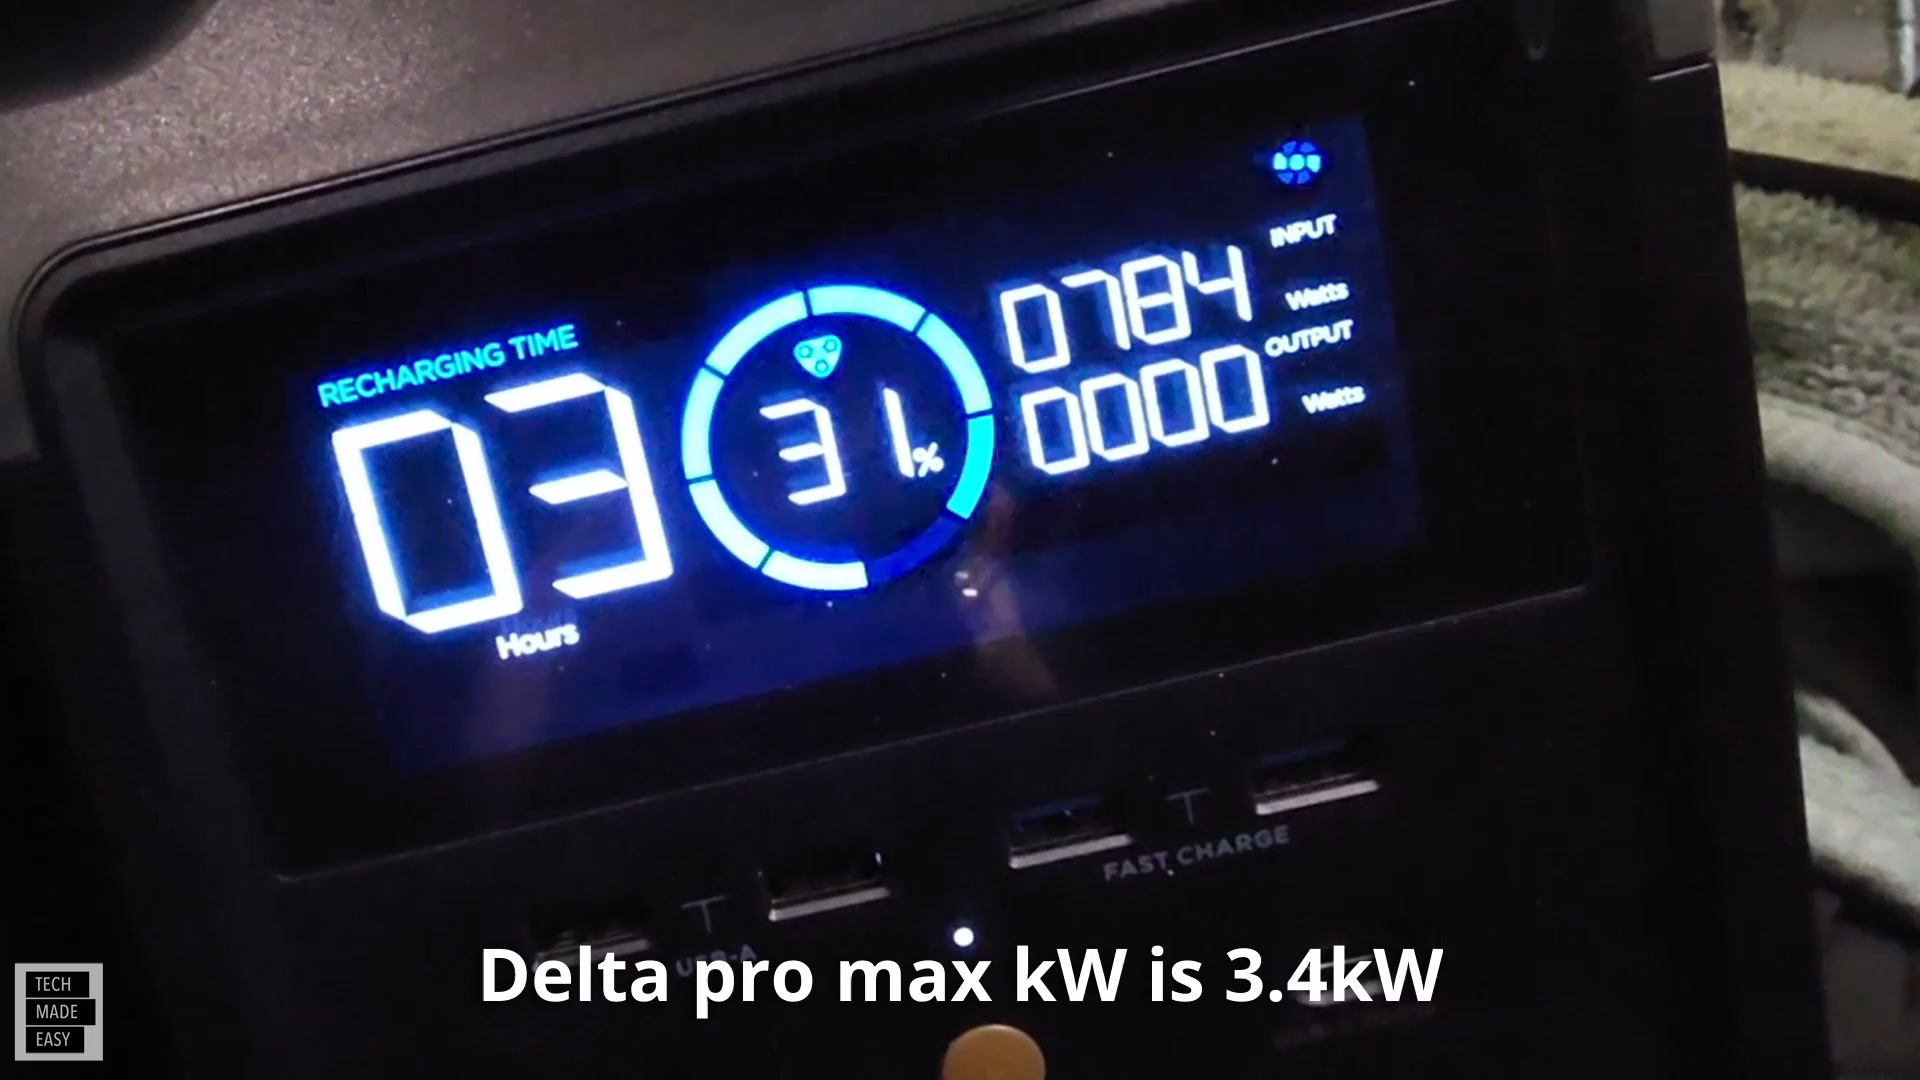 RECHARGING TIME
03
Hours
31%
INPUT
0784
Watts
OUTPUT
0000
Watts
FAST CHARGE
USB-A
Delta pro max kW is 3.4kW
TECH
MADE
EASY